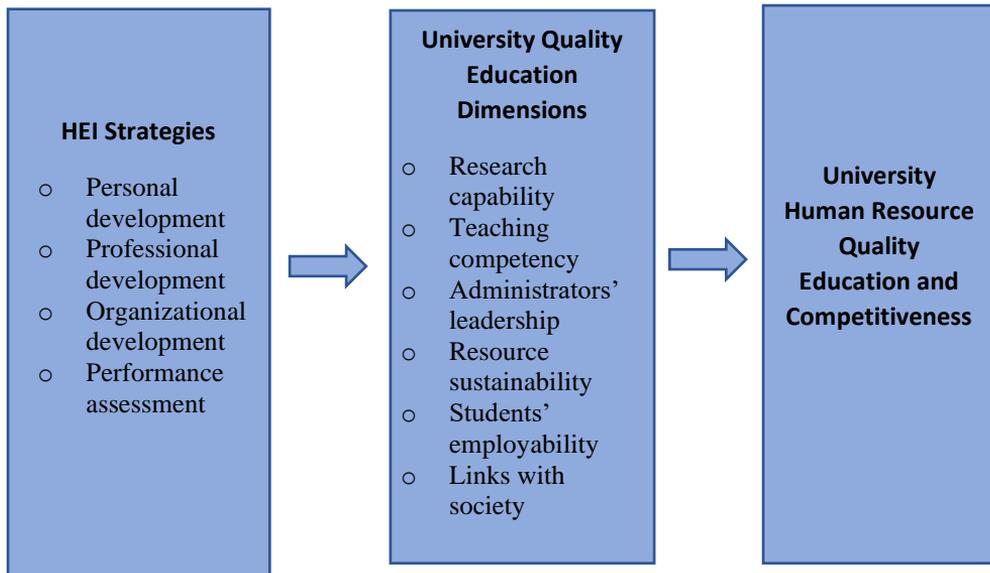 HEI Strategies
o Personal
development
o Professional
development
o Organizational
development
o Performance
assessment
University Quality
Education
Dimensions
o Research
capability
o Teaching
competency
o Administrators’
leadership
o Resource
sustainability
o Students’
employability
o Links with
society
University
Human Resource
Quality
Education and
Competitiveness